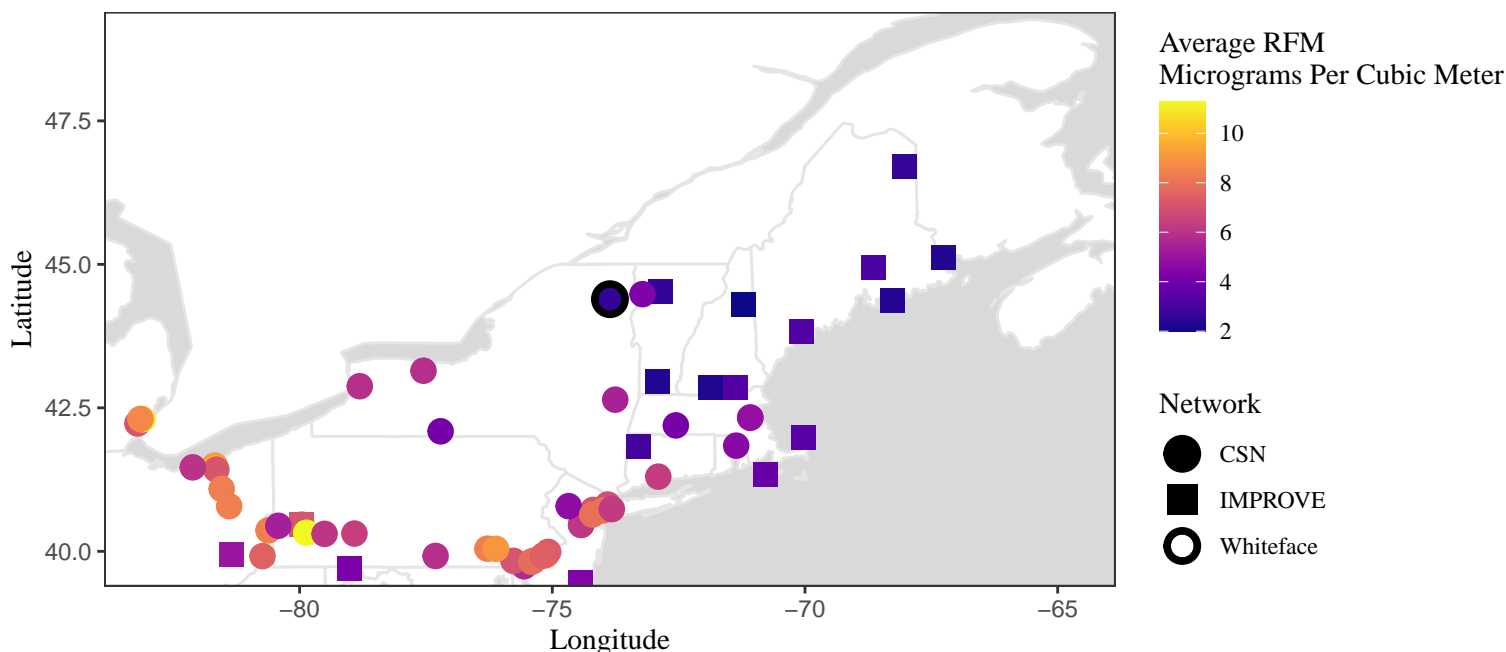 47.5
45.0
42.5
40.0
Latitude
−80
−75
−70
−65
Longitude
Average RFM
Micrograms Per Cubic Meter
10
8
6
4
2
Network
CSN
IMPROVE
Whiteface